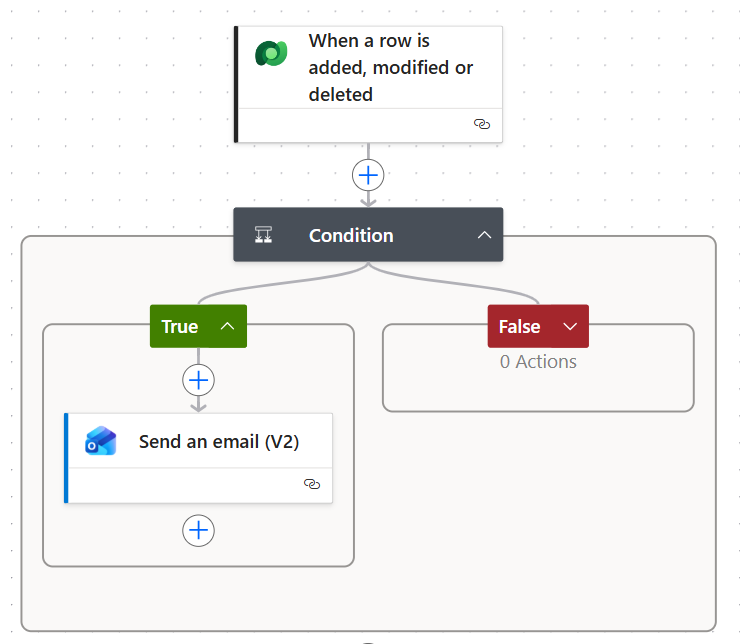 When a row is
added, modified or
deleted
Condition
True
False
0 Actions
Send an email (V2)